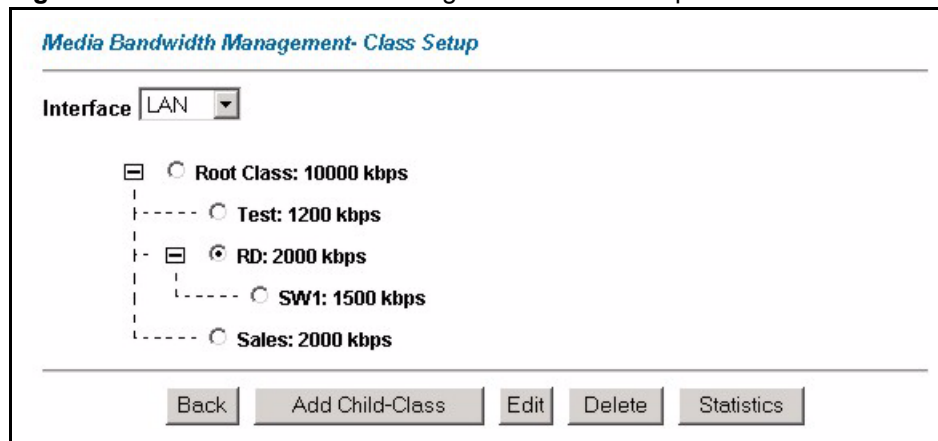 Media Bandwidth Management- Class Setup
Interface LAN
Root Class: 10000 kbps
Test: 1200 kbps
RD: 2000 kbps
SW1: 1500 kbps
Sales: 2000 kbps
Back Add Child-Class Edit Delete Statistics